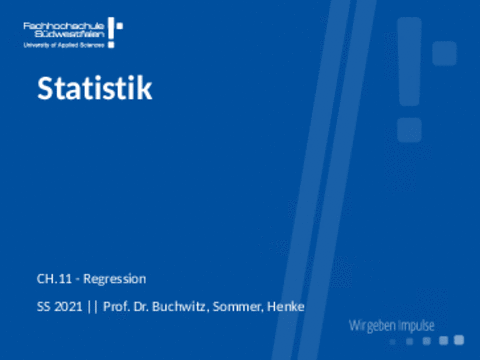 Fachhochschule
Südwestfalen
University of Applied Sciences
Statistik
CH.11 - Regression
SS 2021 || Prof. Dr. Buchwitz, Sommer, Henke
Wir geben Impulse